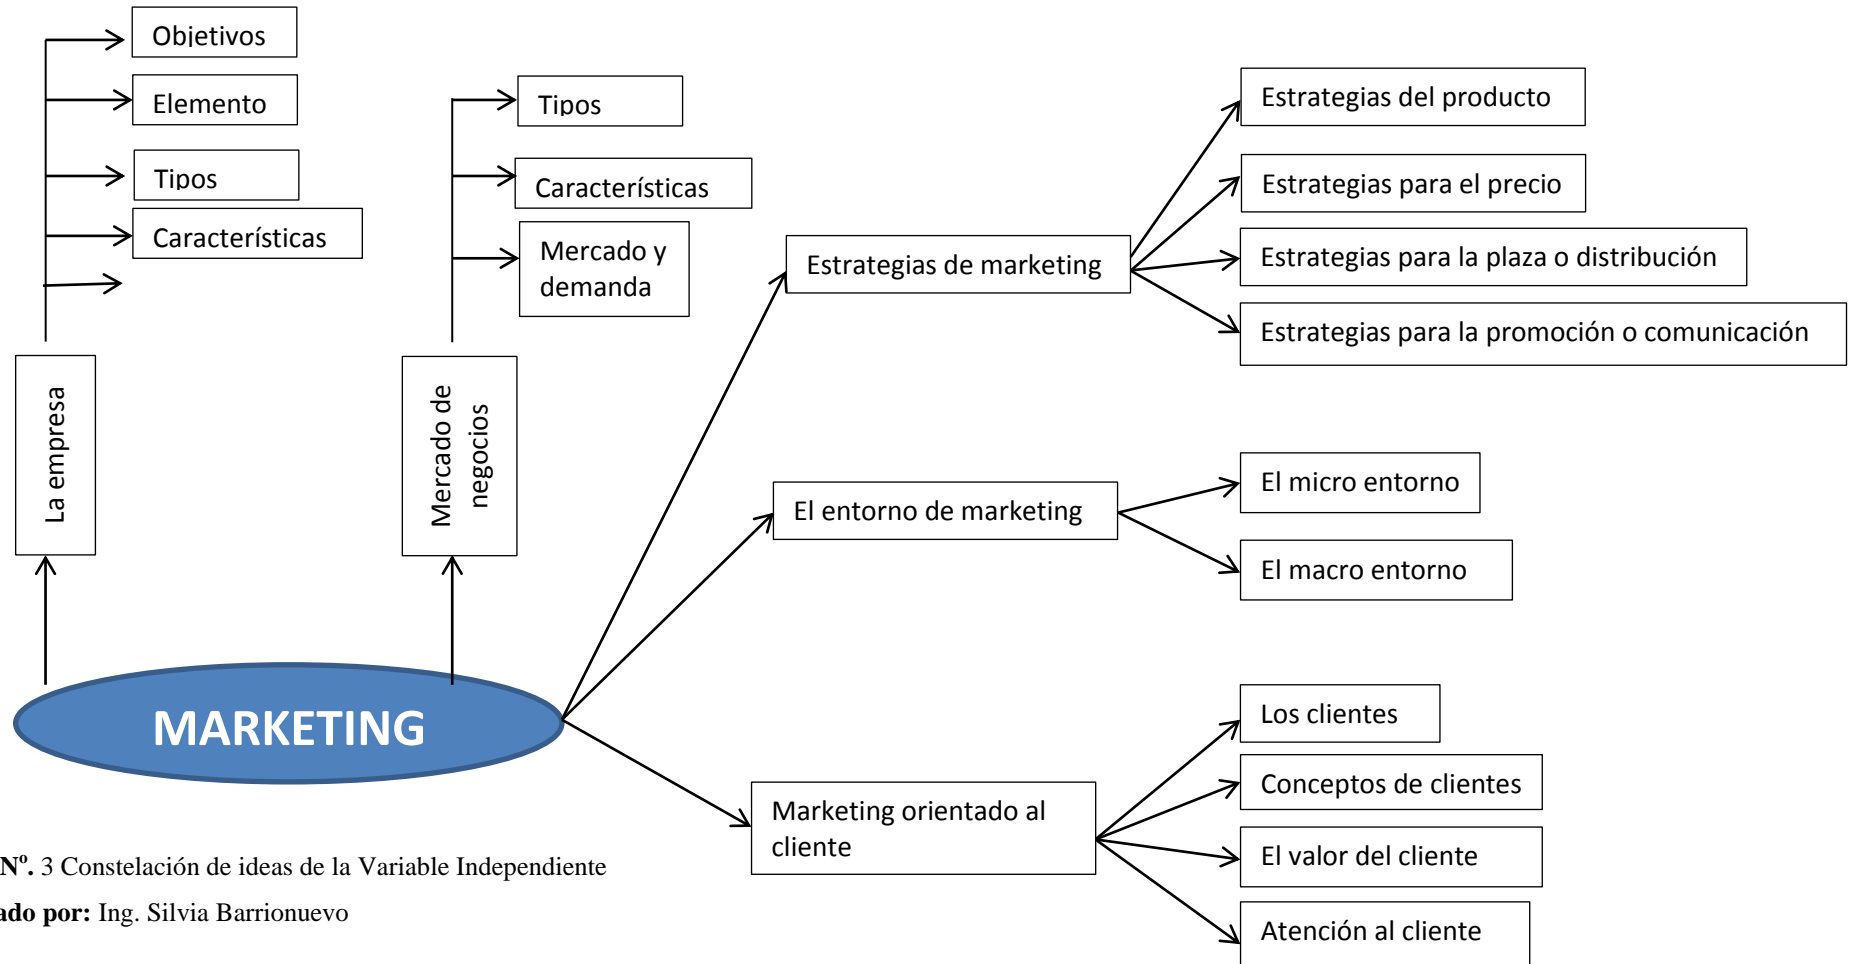 Objetivos
Elemento
Tipos
Características
La empresa
Tipos
Características
Mercado y
demanda
Mercado de
negocios
MARKETING
Estrategias de marketing
Estrategias del producto
Estrategias para el precio
Estrategias para la plaza o distribución
Estrategias para la promoción o comunicación
El entorno de marketing
El micro entorno
El macro entorno
Marketing orientado al
cliente
Los clientes
Conceptos de clientes
El valor del cliente
Atención al cliente
Nº. 3 Constelación de ideas de la Variable Independiente
ado por: Ing. Silvia Barrionuevo